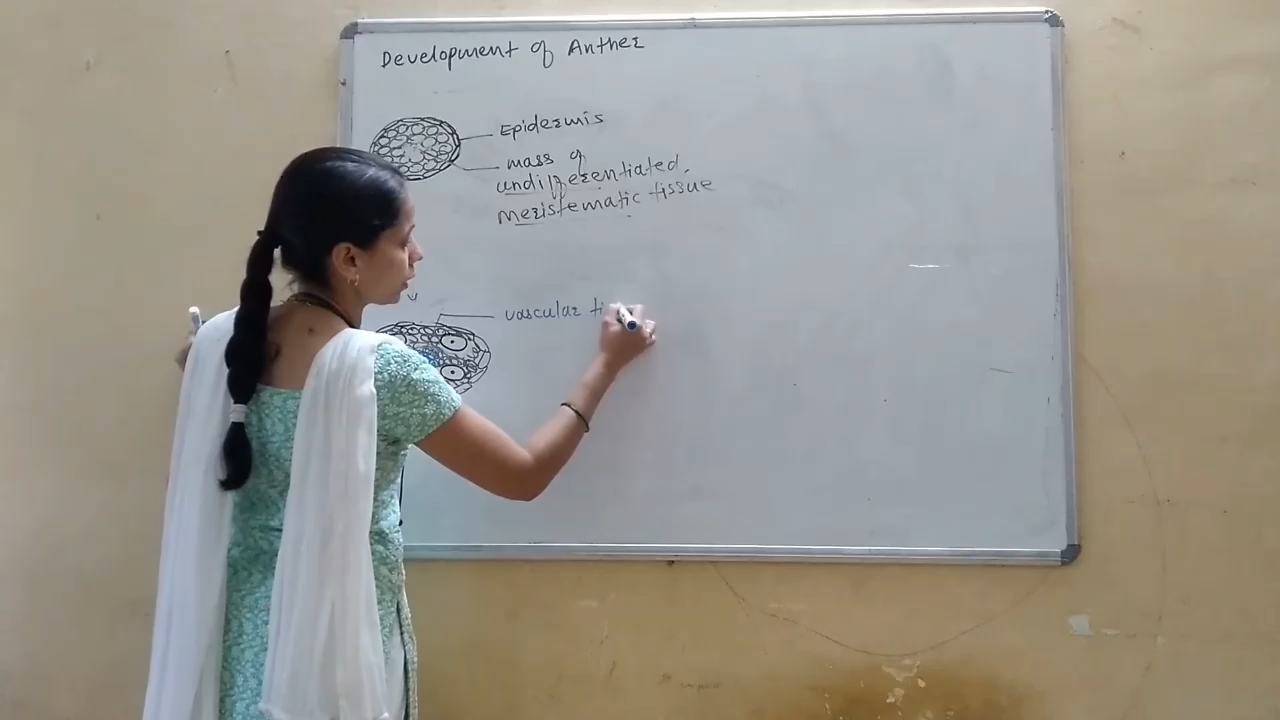 Development of Anther
Epidermis
mass of
undifferentiated,
meristematic tissue
vascular ti